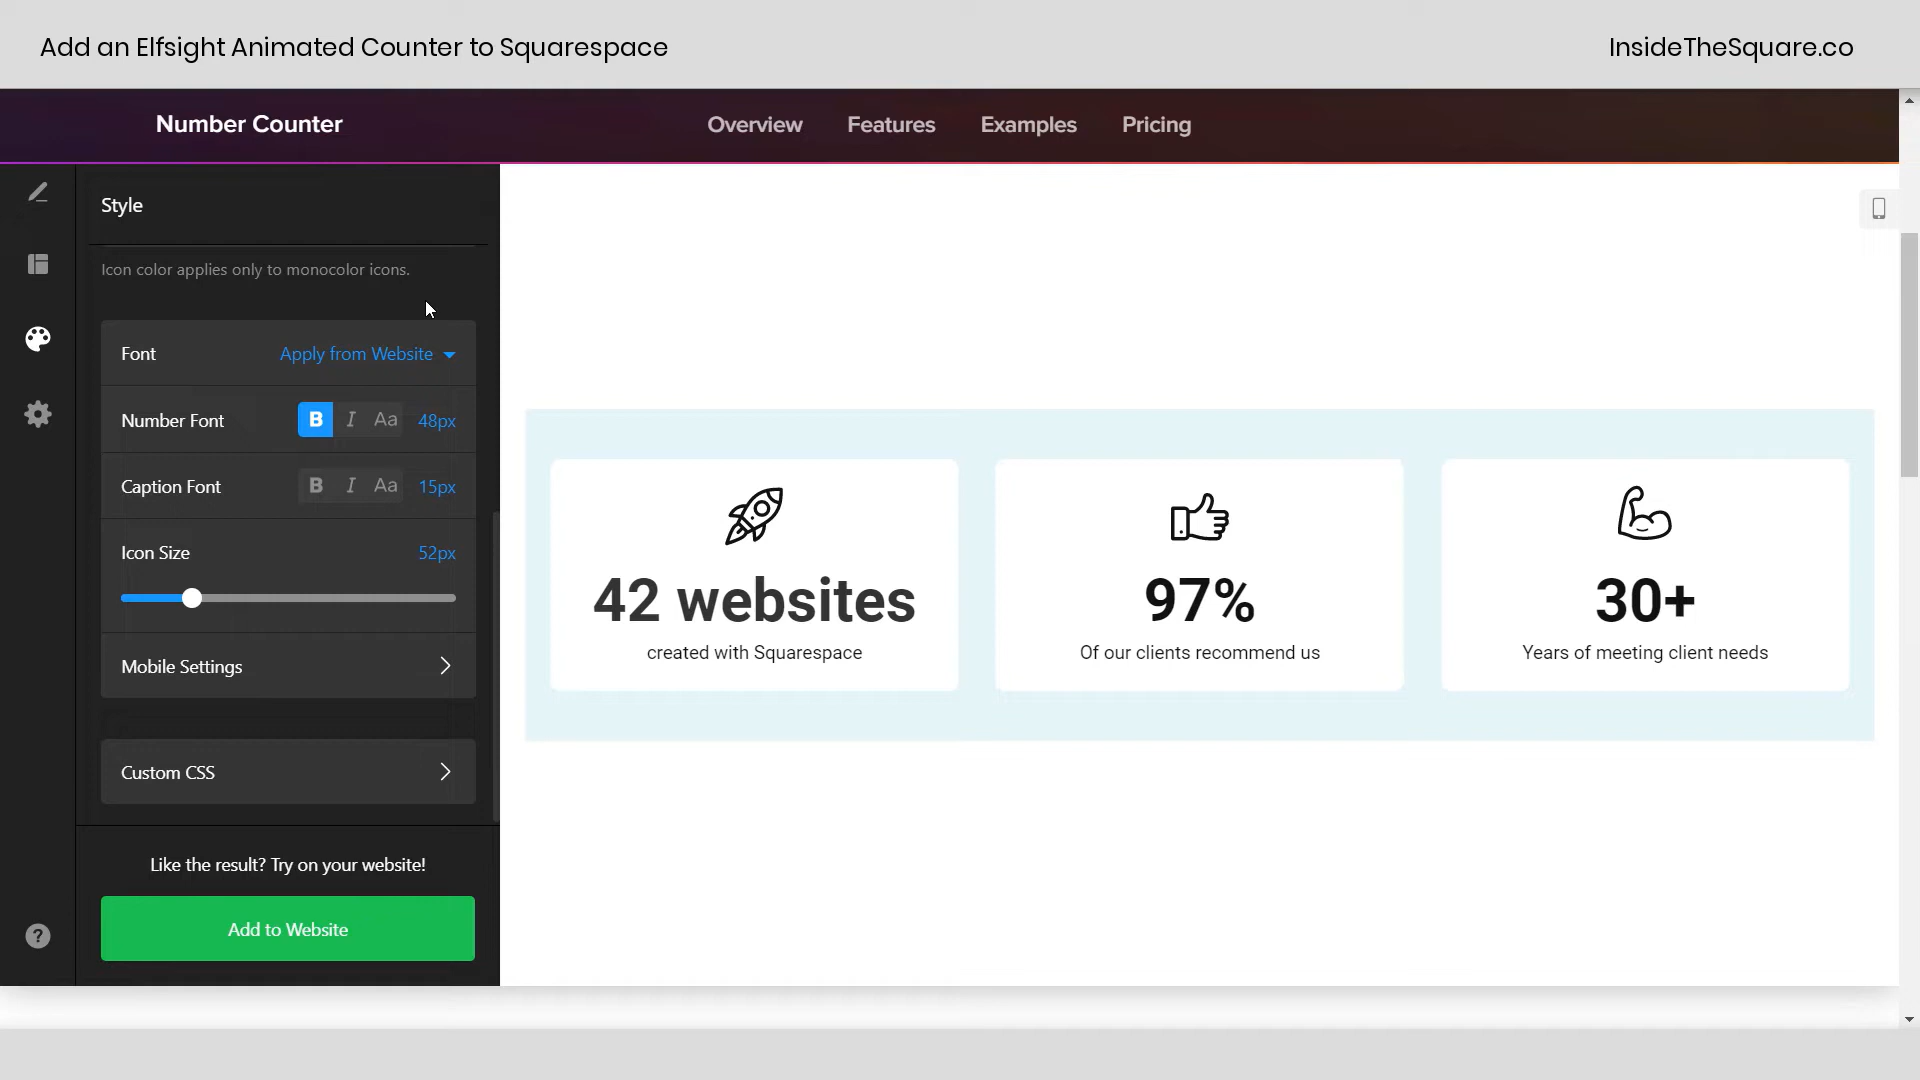 Add an Elfsight Animated Counter to Squarespace
InsideTheSquare.co
Number Counter
Overview
Features
Examples
Pricing
Style
Icon color applies only to monocolor icons.
Font
Apply from Website
Number Font
B I Aa
48px
Caption Font
B I Aa
15px
Icon Size
52px
Mobile Settings
Custom CSS
Like the result? Try on your website!
Add to Website
?
42 websites
created with Squarespace
97%
Of our clients recommend us
30+
Years of meeting client needs